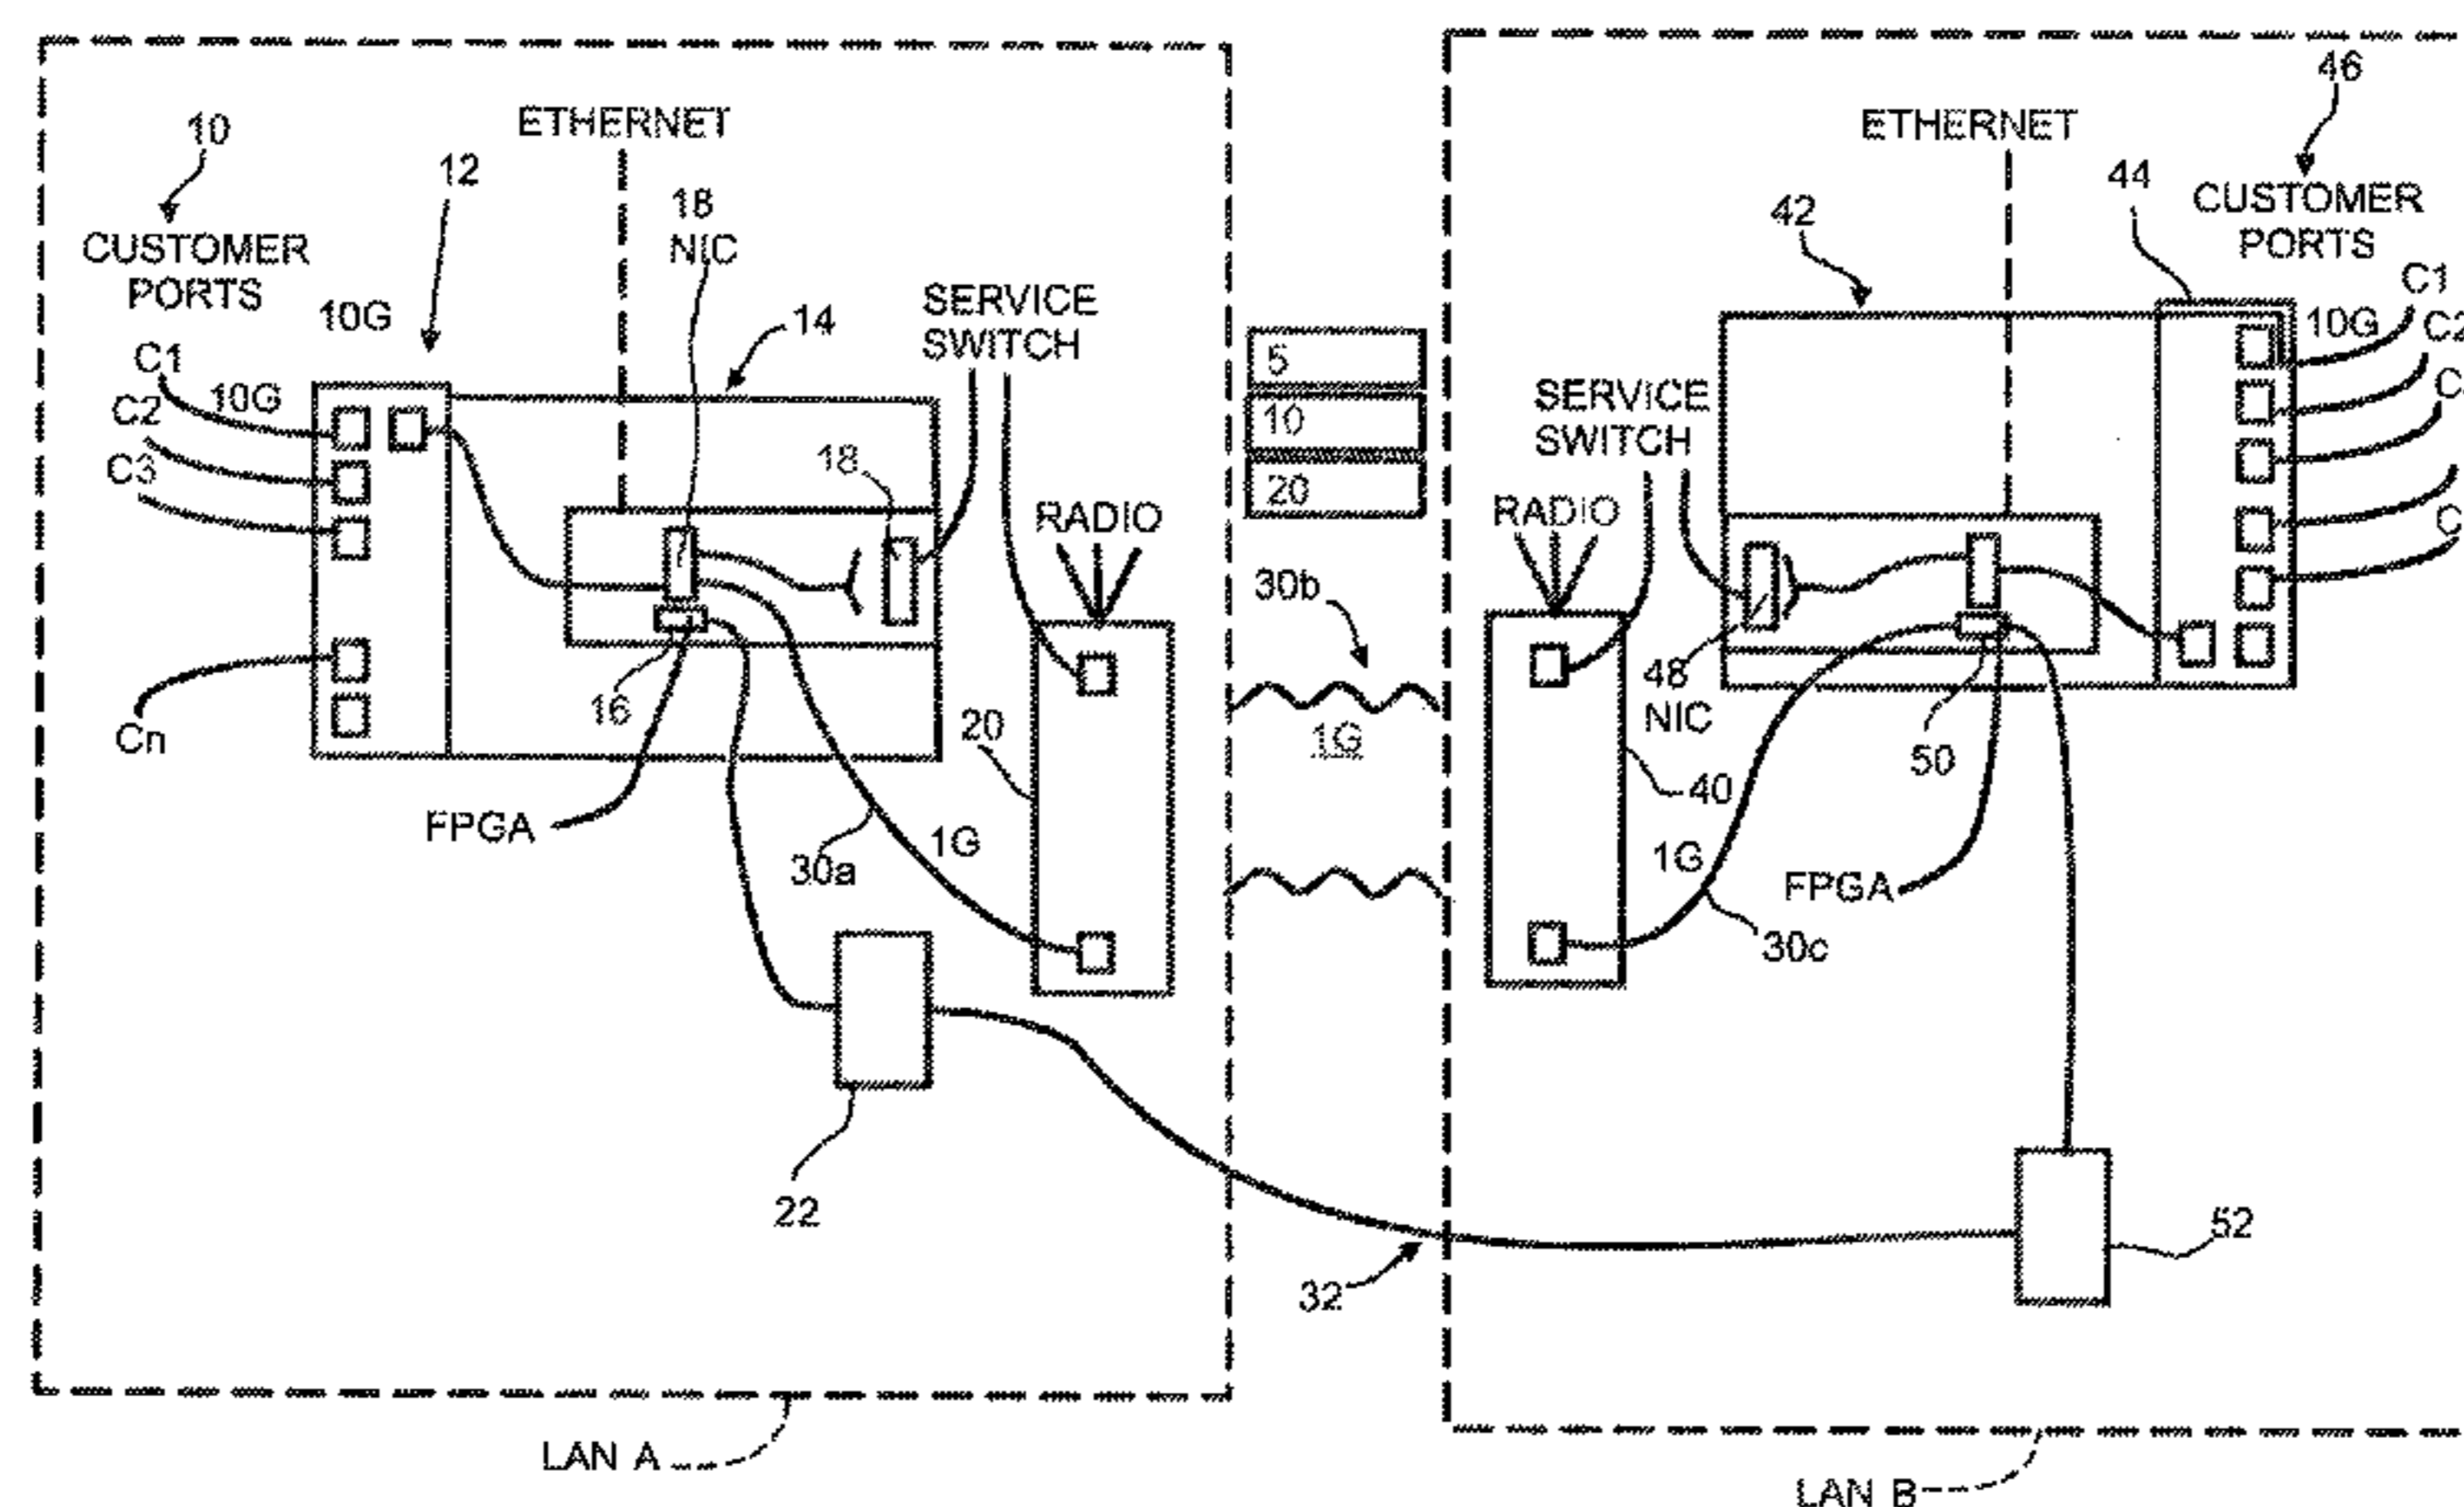 10
CUSTOMER
PORTS
12
10G
ETHERNET
18
NIC
14
SERVICE
SWITCH
C1
10G
C2
C3
Cn
18
16
FPGA
RADIO
20
30a
1G
22
LAN A
5
10
20
30b
1G
32
46
ETHERNET
44
CUSTOMER
PORTS
42
10G
C1
C2
C
C
SERVICE
SWITCH
RADIO
48
NIC
50
40
1G
FPGA
30c
52
LAN B